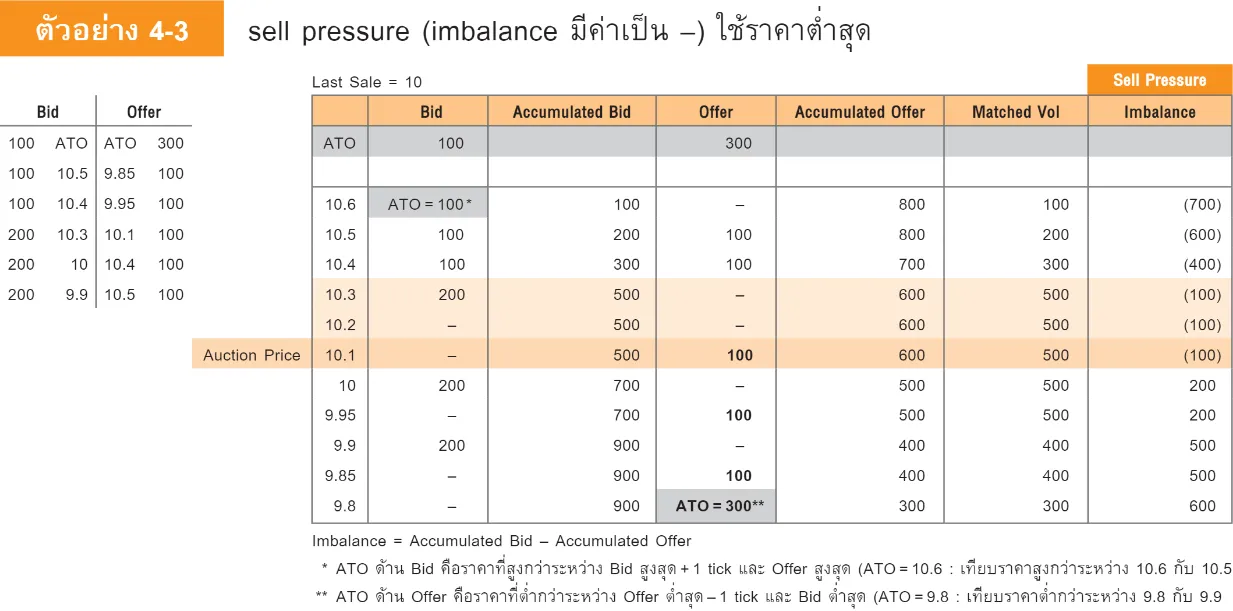 ตัวอย่าง 4-3 sell pressure (imbalance มีค่าเป็น –) ใช้ราคาต่ำสุด
Last Sale = 10 Sell Pressure
Bid Offer
100 ATO ATO 300
100 10.5 9.85 100
100 10.4 9.95 100
200 10.3 10.1 100
200 10 10.4 100
200 9.9 10.5 100
Bid Accumulated Bid Offer Accumulated Offer Matched Vol Imbalance
ATO 100 300
10.6 ATO = 100* 100 – 800 100 (700)
10.5 100 200 100 800 200 (600)
10.4 100 300 100 700 300 (400)
10.3 200 500 – 600 500 (100)
10.2 – 500 – 600 500 (100)
Auction Price 10.1 – 500 100 600 500 (100)
10 200 700 – 500 500 200
9.95 – 700 100 500 500 200
9.9 200 900 – 400 400 500
9.85 – 900 100 400 400 500
9.8 – 900 ATO = 300** 300 300 600
Imbalance = Accumulated Bid – Accumulated Offer
* ATO ด้าน Bid คือราคาที่สูงกว่าระหว่าง Bid สูงสุด + 1 tick และ Offer สูงสุด (ATO = 10.6 : เทียบราคาสูงกว่าระหว่าง 10.6 กับ 10.5
** ATO ด้าน Offer คือราคาที่ต่ำกว่าระหว่าง Offer ต่ำสุด – 1 tick และ Bid ต่ำสุด (ATO = 9.8 : เทียบราคาต่ำกว่าระหว่าง 9.8 กับ 9.9